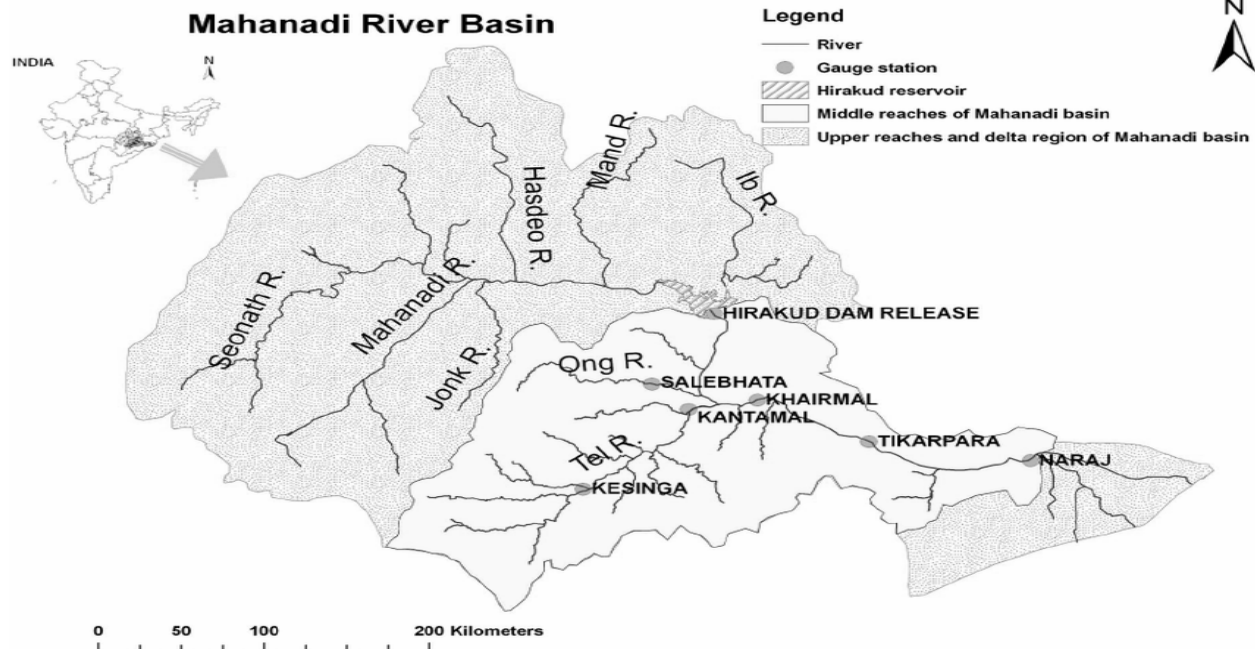 Mahanadi River Basin
INDIA
N
Legend
River
Gauge station
Hirakud reservoir
Middle reaches of Mahanadi basin
Upper reaches and delta region of Mahanadi basin
N
Hasdeo R.
Mand R.
Ib R.
Seonath R.
Mahanadi R.
Jonk R.
HIRAKUD DAM RELEASE
Ong R.
SALEBHATA
KHAIRMAL
KANTAMAL
TIKARPARA
Tel R.
NARAJ
KESINGA
0 50 100 200 Kilometers